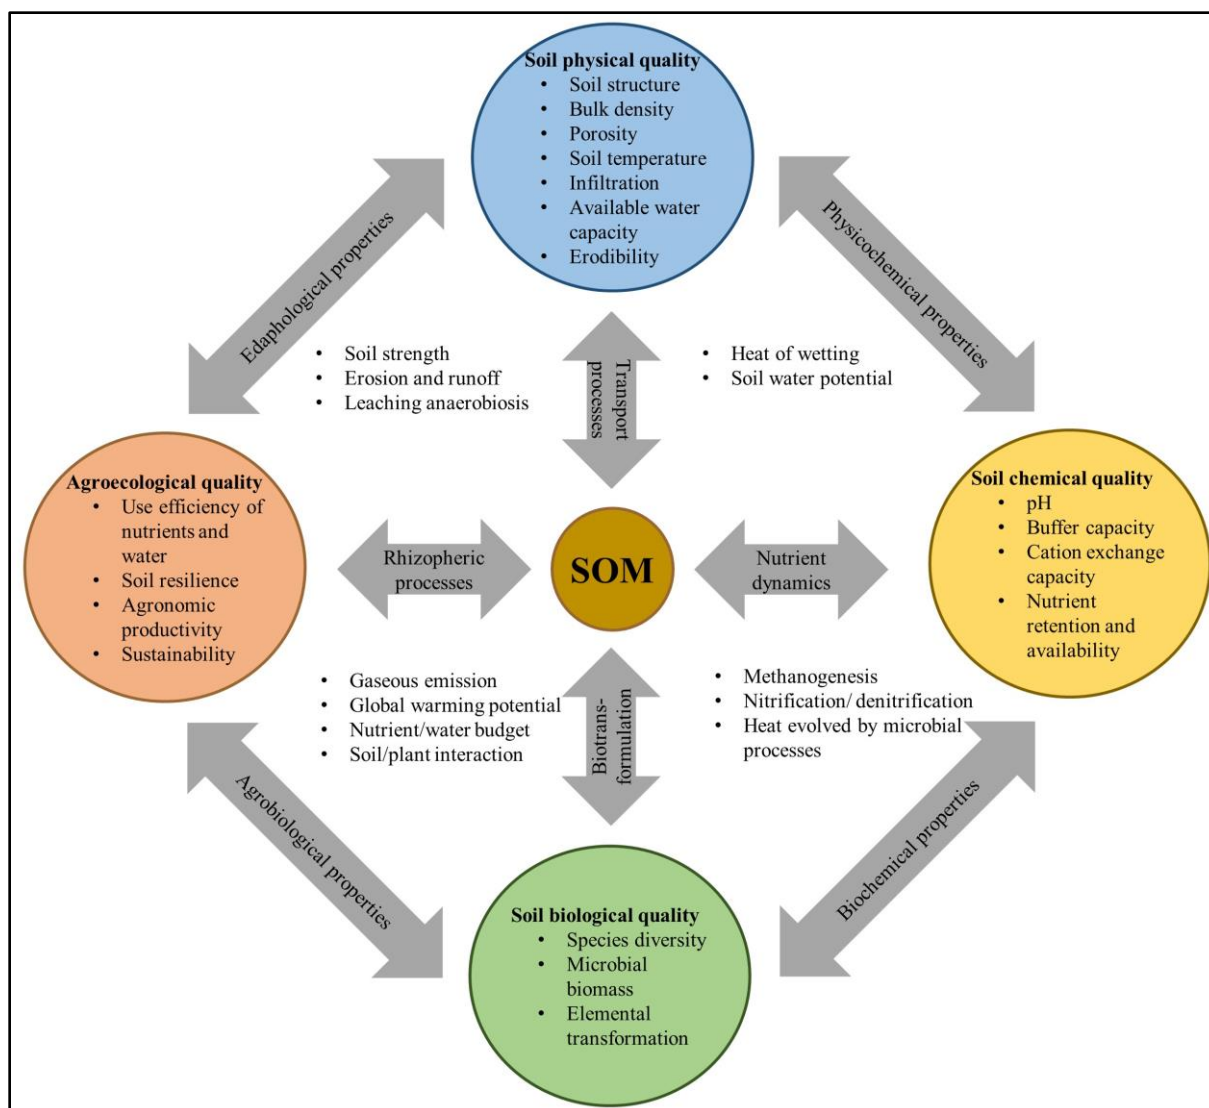 Soil physical quality
• Soil structure
• Bulk density
• Porosity
• Soil temperature
• Infiltration
• Available water
capacity
• Erodibility
Edaphological properties
Physicochemical properties
• Soil strength
• Erosion and runoff
• Leaching anaerobiosis
Transport
processes
• Heat of wetting
• Soil water potential
Agroecological quality
• Use efficiency of
nutrients and
water
• Soil resilience
• Agronomic
productivity
• Sustainability
Rhizopheric
processes
SOM
Nutrient
dynamics
Soil chemical quality
• pH
• Buffer capacity
• Cation exchange
capacity
• Nutrient
retention and
availability
• Gaseous emission
• Global warming potential
• Nutrient/water budget
• Soil/plant interaction
Biotrans-
formulation
• Methanogenesis
• Nitrification/ denitrification
• Heat evolved by microbial
processes
Agrobiological properties
Biochemical properties
Soil biological quality
• Species diversity
• Microbial
biomass
• Elemental
transformation